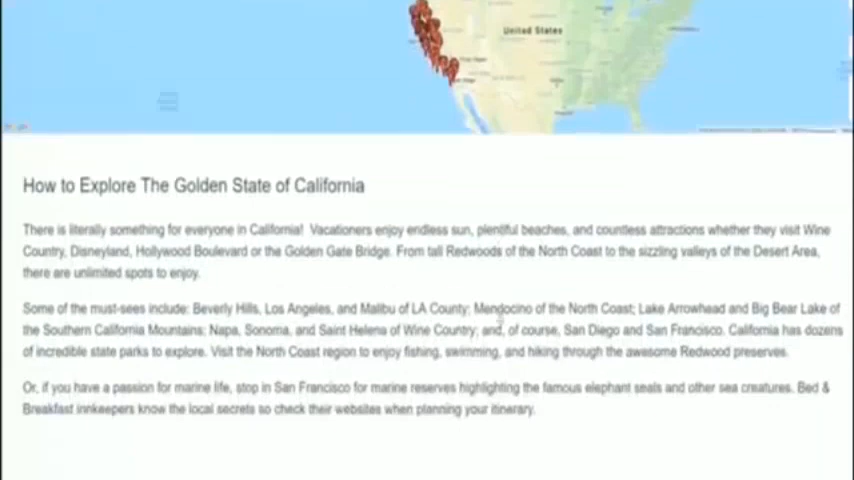 United States
How to Explore The Golden State of California
There is literally something for everyone in California!  Vacationers enjoy endless sun, plentiful beaches, and countless attractions whether they visit Wine
Country, Disneyland, Hollywood Boulevard or the Golden Gate Bridge. From tall Redwoods of the North Coast to the sizzling valleys of the Desert Area,
there are unlimited spots to enjoy.
Some of the must-sees include: Beverly Hills, Los Angeles, and Malibu of LA County; Mendocino of the North Coast; Lake Arrowhead and Big Bear Lake of
the Southern California Mountains; Napa, Sonoma, and Saint Helena of Wine Country; and, of course, San Diego and San Francisco. California has dozens
of incredible state parks to explore. Visit the North Coast region to enjoy fishing, swimming, and hiking through the awesome Redwood preserves.
Or, if you have a passion for marine life, stop in San Francisco for marine reserves highlighting the famous elephant seals and other sea creatures. Bed &
Breakfast innkeepers know the local secrets so check their websites when planning your itinerary.